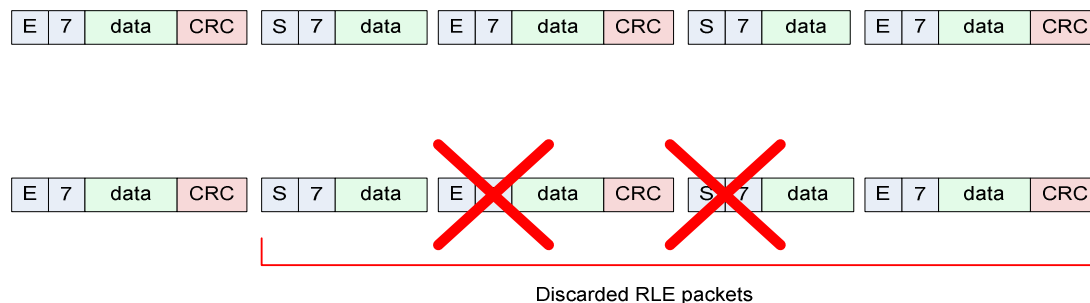 E 7 data CRC S 7 data E 7 data CRC S 7 data E 7 data CRC
E 7 data CRC S 7 data E data CRC S 7 data E 7 data CRC
Discarded RLE packets